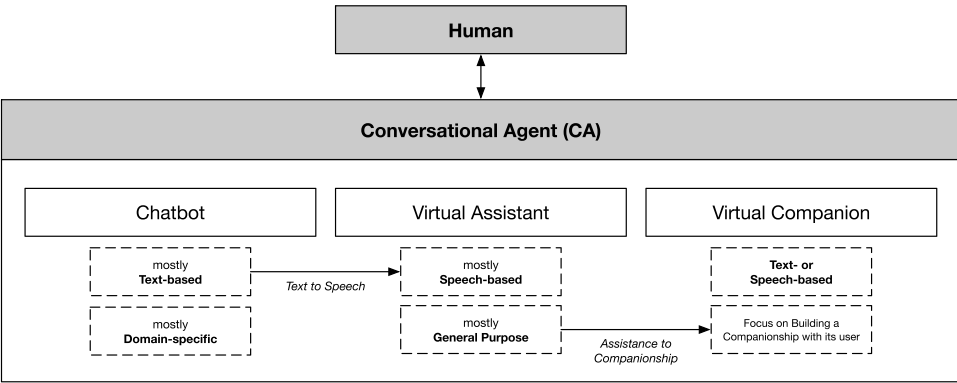 Human
Conversational Agent (CA)
Chatbot
Virtual Assistant
Virtual Companion
mostly
Text-based
Text to Speech
mostly
Speech-based
Text- or
Speech-based
mostly
Domain-specific
mostly
General Purpose
Assistance to
Companionship
Focus on Building a
Companionship with its user